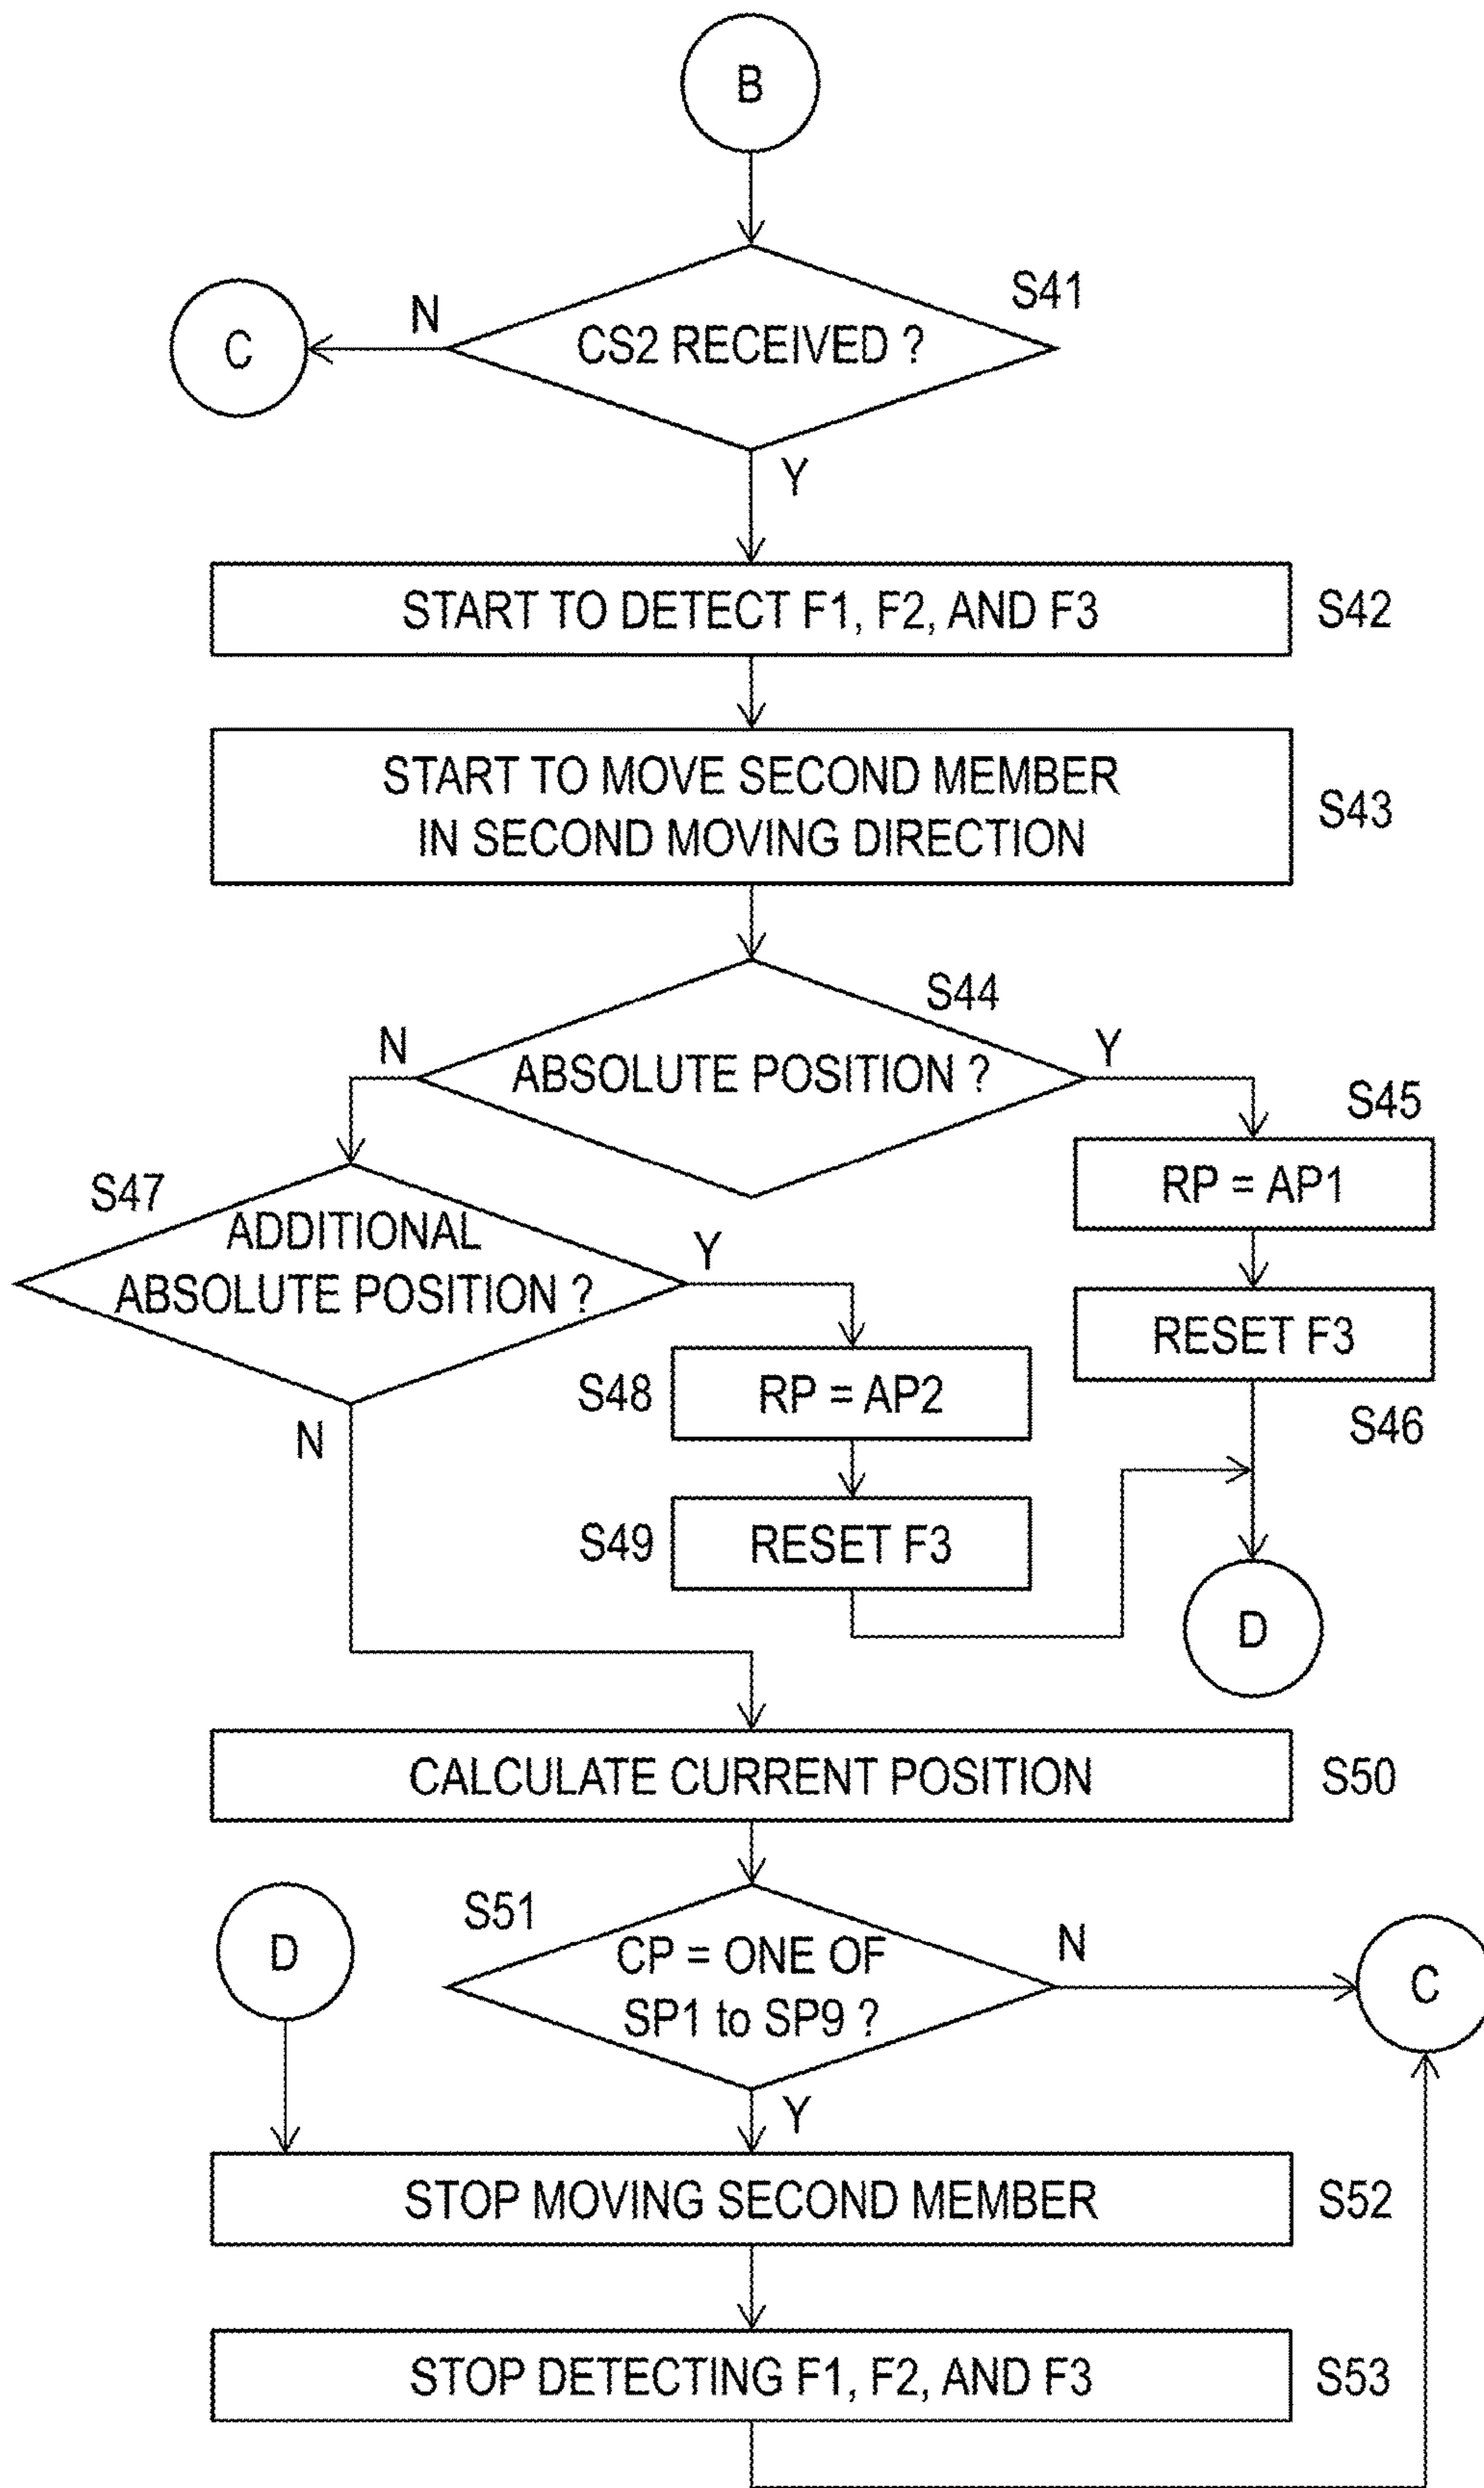 B
S41
N
C
CS2 RECEIVED ?
Y
START TO DETECT F1, F2, AND F3
S42
START TO MOVE SECOND MEMBER
IN SECOND MOVING DIRECTION
S43
S44
N
ABSOLUTE POSITION ?
Y
S45
RP = AP1
S47
ADDITIONAL
ABSOLUTE POSITION ?
Y
RESET F3
S46
S48
RP = AP2
N
S49
RESET F3
D
CALCULATE CURRENT POSITION
S50
D
S51
CP = ONE OF
SP1 to SP9 ?
N
C
Y
STOP MOVING SECOND MEMBER
S52
STOP DETECTING F1, F2, AND F3
S53